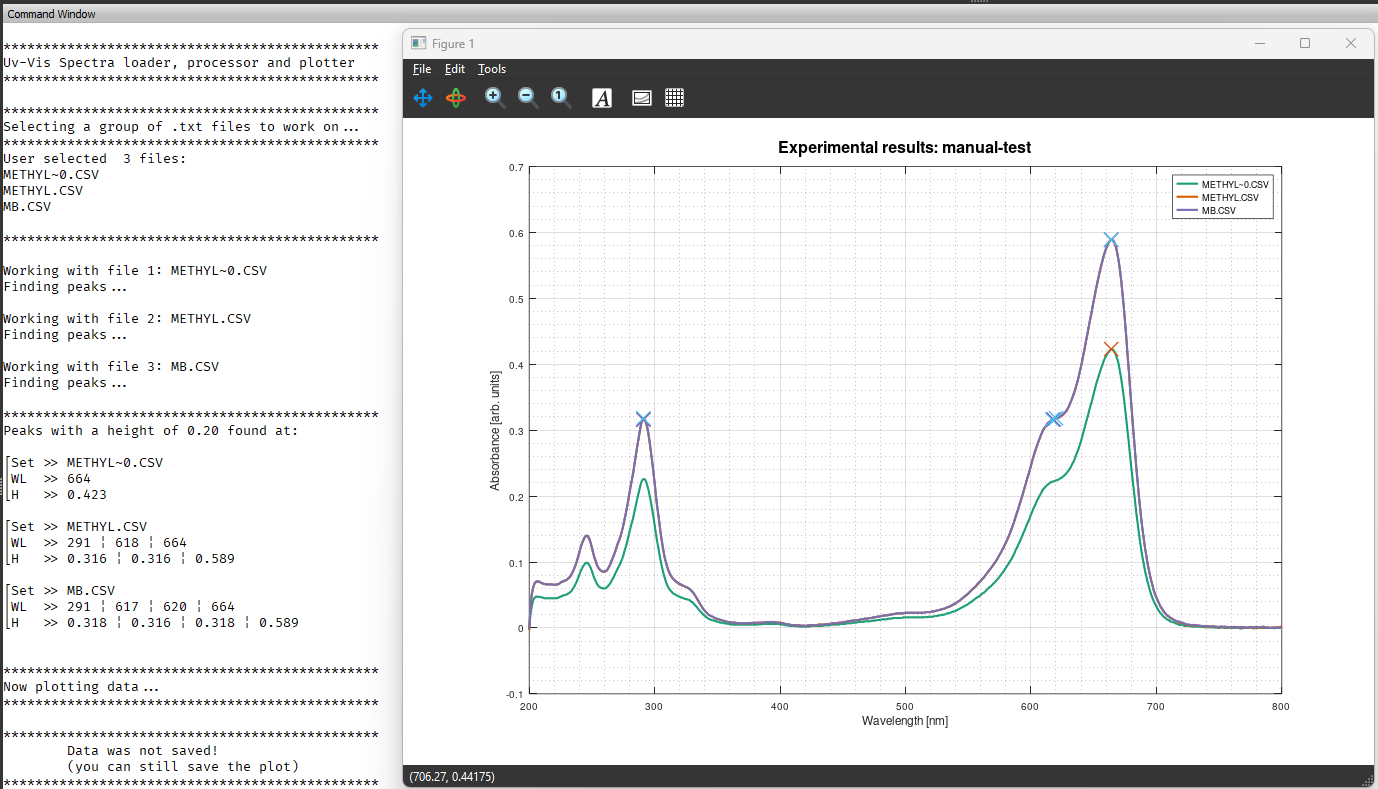 Command Window
***********************************************
Uv-Vis Spectra loader, processor and plotter
***********************************************
***********************************************
Selecting a group of .txt files to work on...
***********************************************
User selected  3 files:
METHYL~0.CSV
METHYL.CSV
MB.CSV
***********************************************
Working with file 1: METHYL~0.CSV
Finding peaks...
Working with file 2: METHYL.CSV
Finding peaks...
Working with file 3: MB.CSV
Finding peaks...
***********************************************
Peaks with a height of 0.20 found at:
⎡Set >> METHYL~0.CSV
⎢WL  >> 664
⎣H   >> 0.423
⎡Set >> METHYL.CSV
⎢WL  >> 291 ¦ 618 ¦ 664
⎣H   >> 0.316 ¦ 0.316 ¦ 0.589
⎡Set >> MB.CSV
⎢WL  >> 291 ¦ 617 ¦ 620 ¦ 664
⎣H   >> 0.318 ¦ 0.316 ¦ 0.318 ¦ 0.589
***********************************************
Now plotting data...
***********************************************
***********************************************
Data was not saved!
(you can still save the plot)
***********************************************
Figure 1
File Edit Tools
1
A
Experimental results: manual-test
METHYL~0.CSV
METHYL.CSV
MB.CSV
0.7
0.6
0.5
0.4
0.3
0.2
0.1
0
-0.1
Absorbance [arb. units]
200 300 400 500 600 700 800
Wavelength [nm]
(706.27, 0.44175)